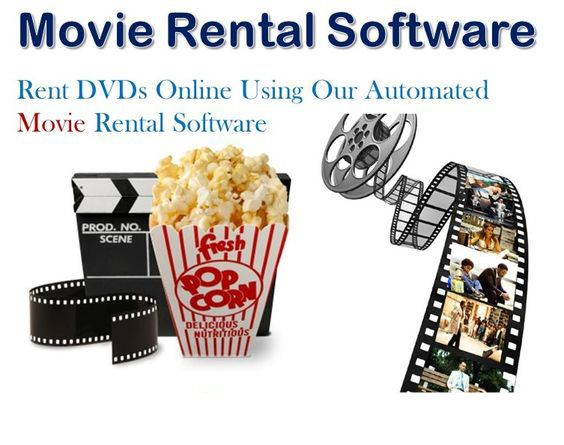 Movie Rental Software
Rent DVDs Online Using Our Automated
Movie Rental Software
PROD. NO.
SCENE
fresh
POP
CORN
DELICIOUS
NUTRITIOUS